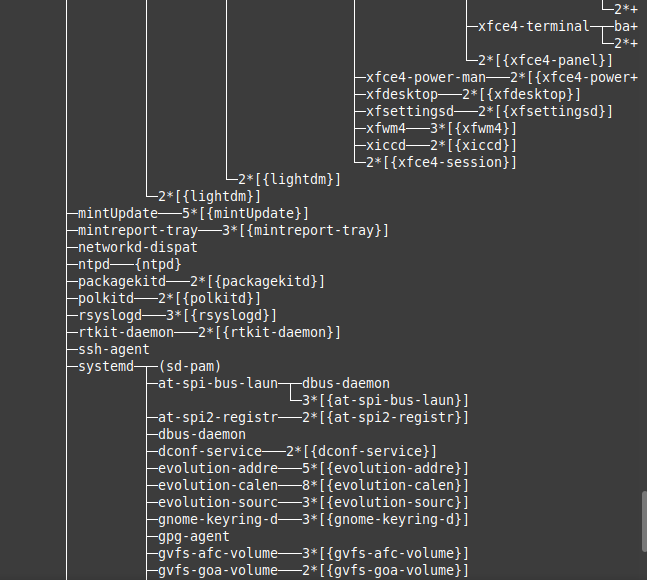 └─2*+
├─xfce4-terminal─┬─ba+
└─2*+
└─2*[{xfce4-panel}]
├─xfce4-power-man───2*[{xfce4-power+
├─xfdesktop───2*[{xfdesktop}]
├─xfsettingsd───2*[{xfsettingsd}]
├─xfwm4───3*[{xfwm4}]
├─xiccd───2*[{xiccd}]
└─2*[{xfce4-session}]
└─2*[{lightdm}]
└─2*[{lightdm}]
├─mintUpdate───5*[{mintUpdate}]
├─mintreport-tray───3*[{mintreport-tray}]
├─networkd-dispat
├─ntpd───{ntpd}
├─packagekitd───2*[{packagekitd}]
├─polkitd───2*[{polkitd}]
├─rsyslogd───3*[{rsyslogd}]
├─rtkit-daemon───2*[{rtkit-daemon}]
├─ssh-agent
├─systemd─┬─(sd-pam)
├─at-spi-bus-laun─┬─dbus-daemon
└─3*[{at-spi-bus-laun}]
├─at-spi2-registr───2*[{at-spi2-registr}]
├─dbus-daemon
├─dconf-service───2*[{dconf-service}]
├─evolution-addre───5*[{evolution-addre}]
├─evolution-calen───8*[{evolution-calen}]
├─evolution-sourc───3*[{evolution-sourc}]
├─gnome-keyring-d───3*[{gnome-keyring-d}]
├─gpg-agent
├─gvfs-afc-volume───3*[{gvfs-afc-volume}]
├─gvfs-goa-volume───2*[{gvfs-goa-volume}]